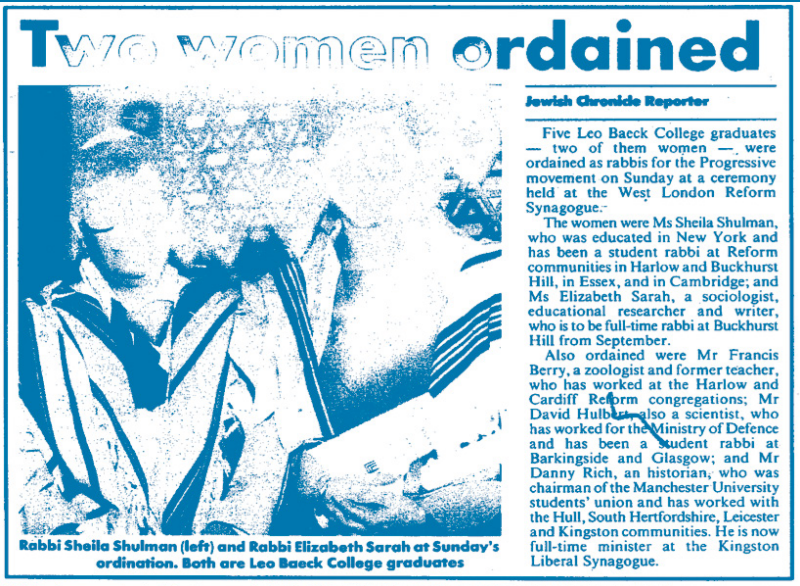 Two women ordained
Jewish Chronicle Reporter
Five Leo Baeck College graduates
— two of them women — were
ordained as rabbis for the Progressive
movement on Sunday at a ceremony
held at the West London Reform
Synagogue.
The women were Ms Sheila Shulman,
who was educated in New York and
has been a student rabbi at Reform
communities in Harlow and Buckhurst
Hill, in Essex, and in Cambridge; and
Ms Elizabeth Sarah, a sociologist,
educational researcher and writer,
who is to be full-time rabbi at Buckhurst
Hill from September.
Also ordained were Mr Francis
Berry, a zoologist and former teacher,
who has worked at the Harlow and
Cardiff Reform congregations; Mr
David Hulbert, also a scientist, who
has worked for the Ministry of Defence
and has been a student rabbi at
Barkingside and Glasgow; and Mr
Danny Rich, an historian, who was
chairman of the Manchester University
students' union and has worked with
the Hull, South Hertfordshire, Leicester
and Kingston communities. He is now
full-time minister at the Kingston
Liberal Synagogue.
Rabbi Sheila Shulman (left) and Rabbi Elizabeth Sarah at Sunday's
ordination. Both are Leo Baeck College graduates